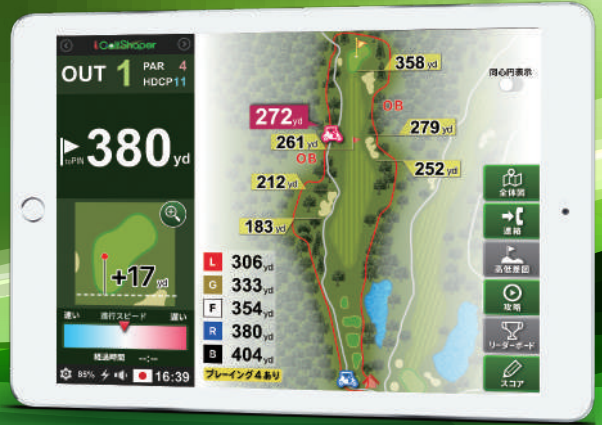 CallShaper
OUT 1 PAR 4
HDCP 11
toPIN 380 yd
+17 yd
速い 進行スピード 遅い
経過時間 --:--
85% 16:39
358 yd
同心円表示
OB
272 yd
261 yd
279 yd
OB
252 yd
212 yd
183 yd
L 306 yd
G 333 yd
F 354 yd
R 380 yd
B 404 yd
プレーイング4あり
全体図
連絡
高低差図
攻略
リーダーボード
スコア